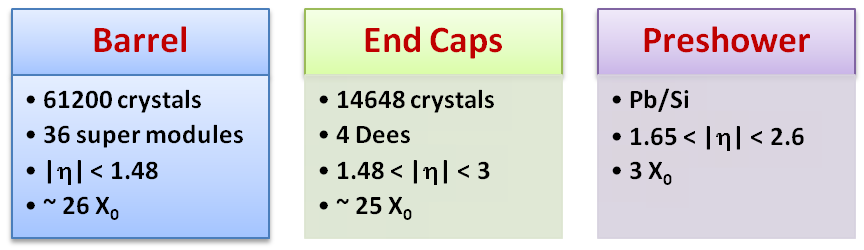 Barrel
• 61200 crystals
• 36 super modules
• |η| < 1.48
• ~ 26 X₀
End Caps
• 14648 crystals
• 4 Dees
• 1.48 < |η| < 3
• ~ 25 X₀
Preshower
• Pb/Si
• 1.65 < |η| < 2.6
• 3 X₀